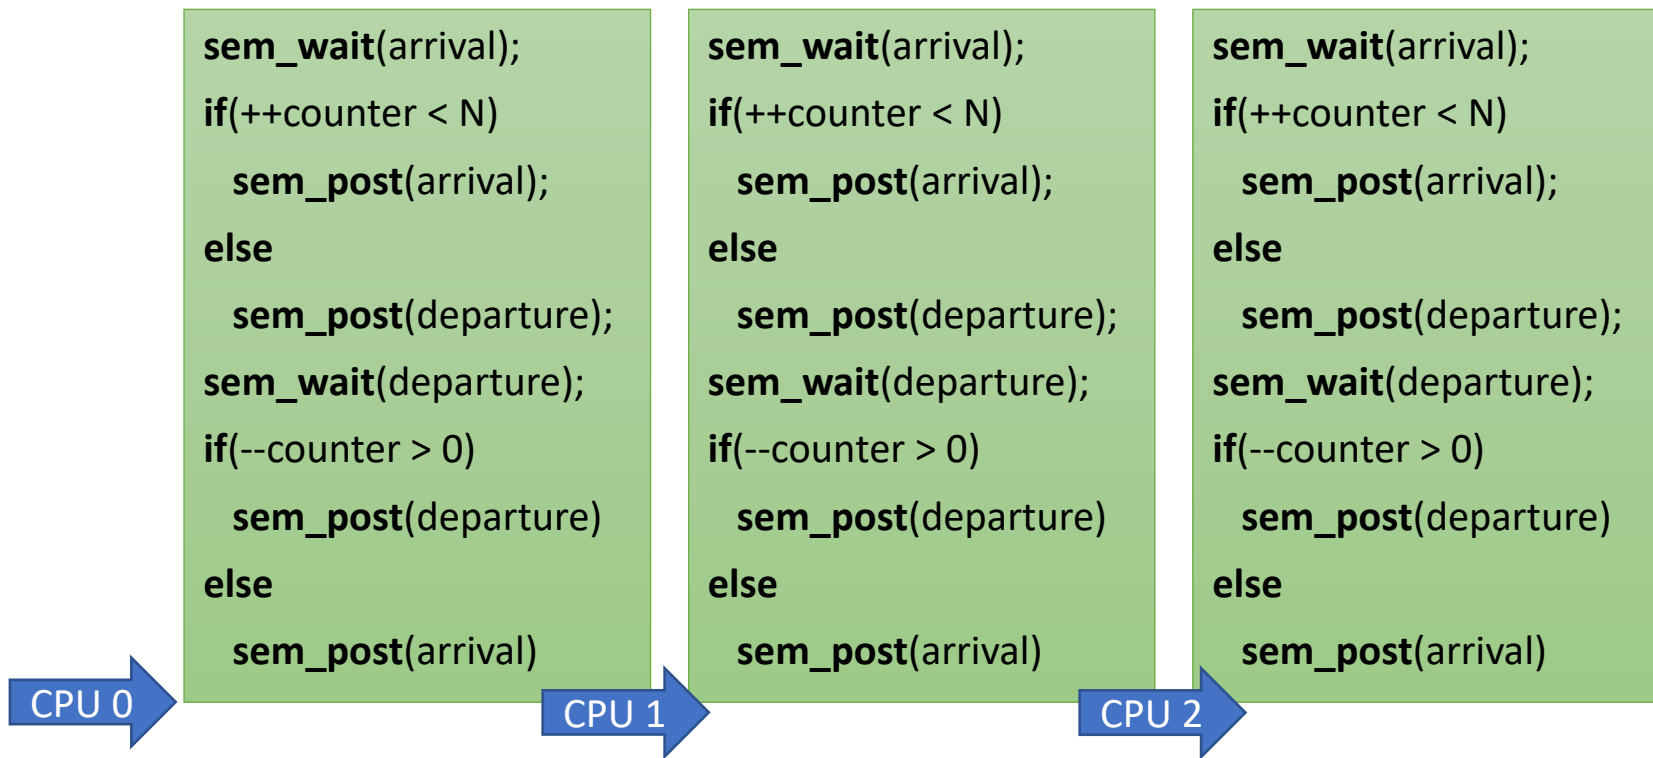 sem_wait(arrival);
if(++counter < N)
sem_post(arrival);
else
sem_post(departure);
sem_wait(departure);
if(--counter > 0)
sem_post(departure)
else
sem_post(arrival)
CPU 0
sem_wait(arrival);
if(++counter < N)
sem_post(arrival);
else
sem_post(departure);
sem_wait(departure);
if(--counter > 0)
sem_post(departure)
else
sem_post(arrival)
CPU 1
sem_wait(arrival);
if(++counter < N)
sem_post(arrival);
else
sem_post(departure);
sem_wait(departure);
if(--counter > 0)
sem_post(departure)
else
sem_post(arrival)
CPU 2